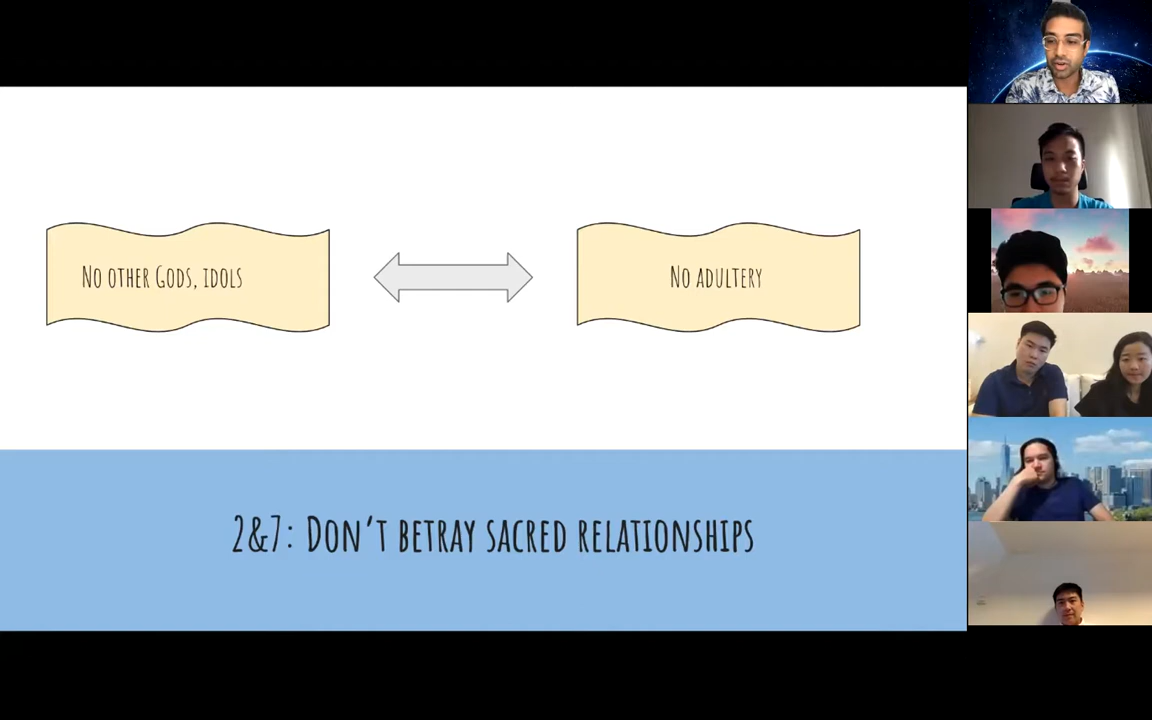 No other Gods, idols
No adultery
2&7: Don't betray sacred relationships